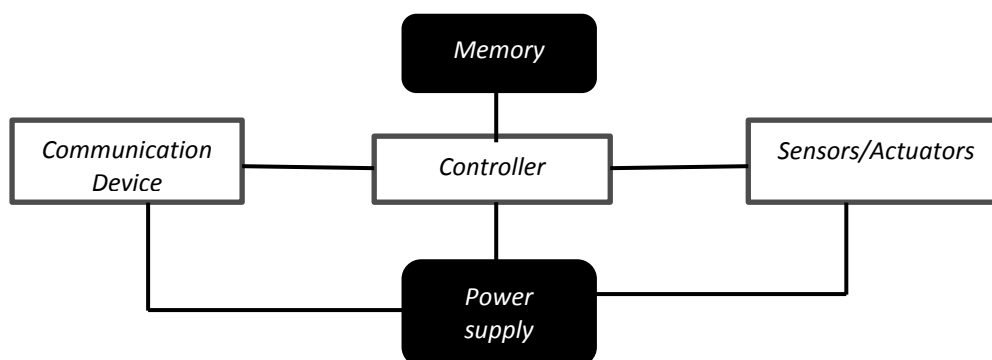 Memory
Communication
Device
Controller
Sensors/Actuators
Power
supply